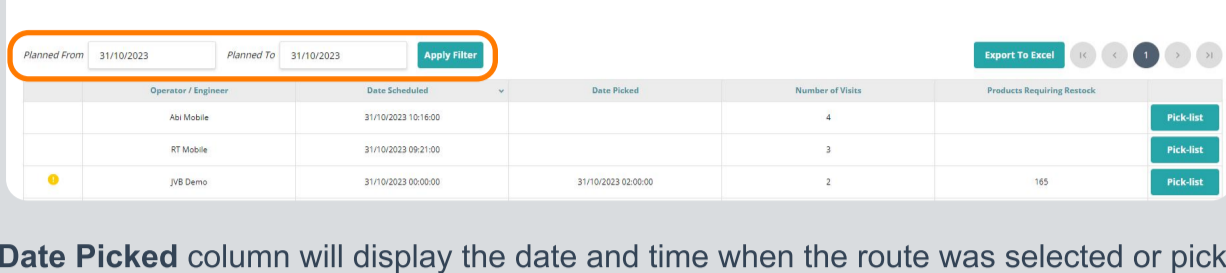 Planned From 31/10/2023 Planned To 31/10/2023 Apply Filter Export To Excel 1
Operator / Engineer Date Scheduled Date Picked Number of Visits Products Requiring Restock
Abi Mobile 31/10/2023 10:16:00 4 Pick-list
RT Mobile 31/10/2023 09:21:00 3 Pick-list
JVB Demo 31/10/2023 00:00:00 31/10/2023 02:00:00 2 165 Pick-list
Date Picked column will display the date and time when the route was selected or pick